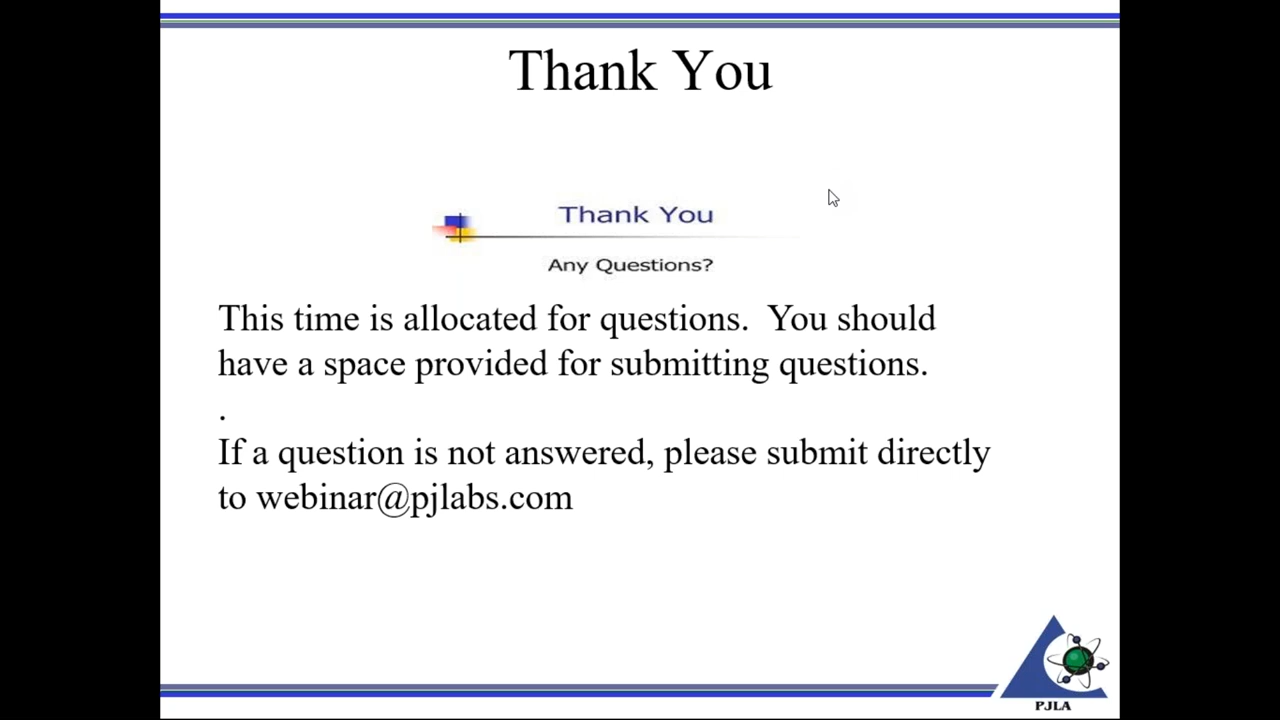 Thank You
Thank You
Any Questions?
This time is allocated for questions.  You should
have a space provided for submitting questions.
.
If a question is not answered, please submit directly
to webinar@pjlabs.com
PJLA